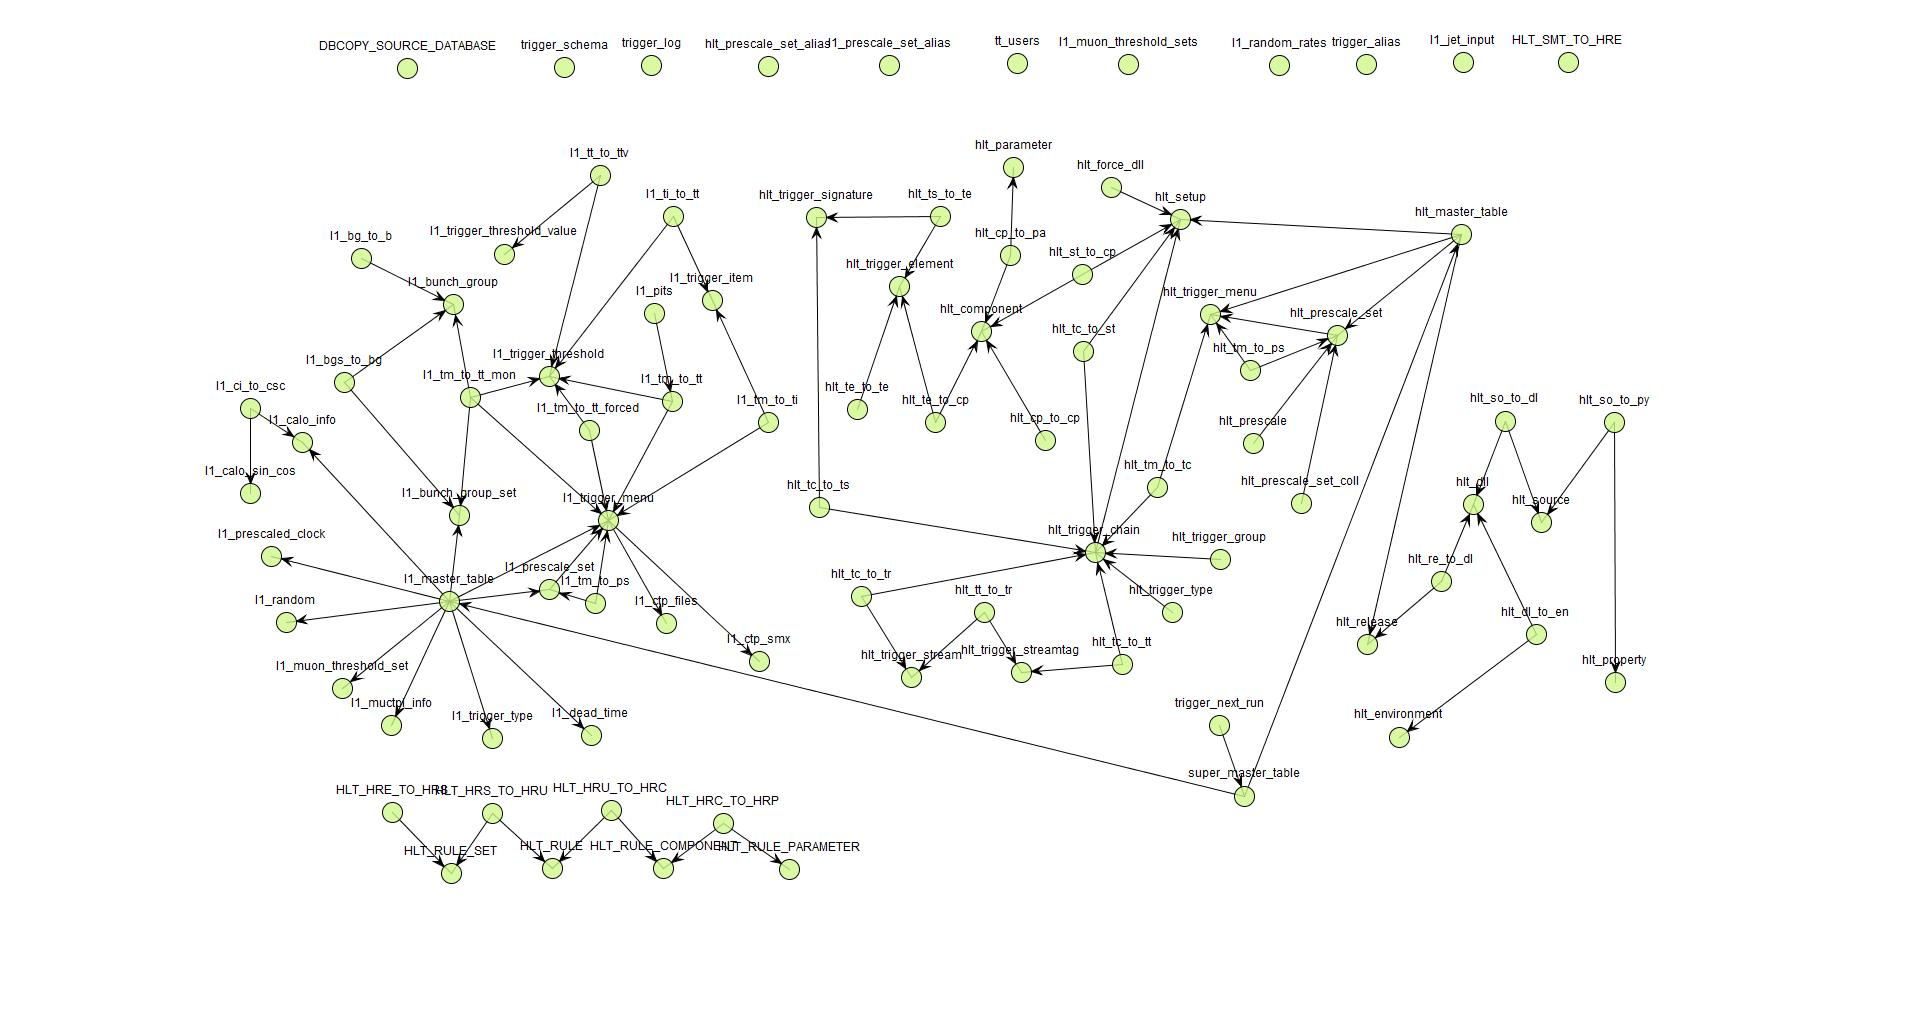 DBCOPY_SOURCE_DATABASE
trigger_schema
trigger_log
hlt_prescale_set_alias
l1_prescale_set_alias
tt_users
l1_muon_threshold_sets
l1_random_rates
trigger_alias
l1_jet_input
HLT_SMT_TO_HRE
l1_tt_to_ttv
hlt_parameter
hlt_force_dll
l1_ti_to_tt
hlt_trigger_signature
hlt_ts_to_te
hlt_setup
hlt_master_table
l1_bg_to_b
l1_trigger_threshold_value
hlt_cp_to_pa
hlt_st_to_cp
hlt_trigger_element
l1_bunch_group
l1_trigger_item
l1_pits
hlt_trigger_menu
hlt_component
hlt_prescale_set
hlt_tc_to_st
l1_bgs_to_bg
l1_trigger_threshold
hlt_tm_to_ps
l1_ci_to_csc
l1_tm_to_tt_mon
l1_tm_to_tt
hlt_te_to_te
l1_tm_to_tt_forced
l1_tm_to_ti
hlt_te_to_cp
hlt_so_to_dl
hlt_so_to_py
l1_calo_info
hlt_cp_to_cp
hlt_prescale
l1_calo_sin_cos
hlt_tm_to_tc
l1_bunch_group_set
l1_trigger_menu
hlt_tc_to_ts
hlt_prescale_set_coll
hlt_dll
hlt_source
l1_prescaled_clock
hlt_trigger_chain
hlt_trigger_group
l1_master_table
l1_prescale_set
l1_tm_to_ps
hlt_tc_to_tr
hlt_re_to_dl
l1_random
l1_ctp_files
hlt_tt_to_tr
hlt_trigger_type
hlt_dl_to_en
hlt_release
l1_ctp_smx
hlt_tc_to_tt
l1_muon_threshold_set
hlt_trigger_stream
hlt_trigger_streamtag
hlt_property
l1_muctpi_info
l1_trigger_type
l1_dead_time
trigger_next_run
hlt_environment
super_master_table
HLT_HRE_TO_HRS
HLT_HRS_TO_HRU
HLT_HRU_TO_HRC
HLT_HRC_TO_HRP
HLT_RULE_SET
HLT_RULE
HLT_RULE_COMPONENT
HLT_RULE_PARAMETER